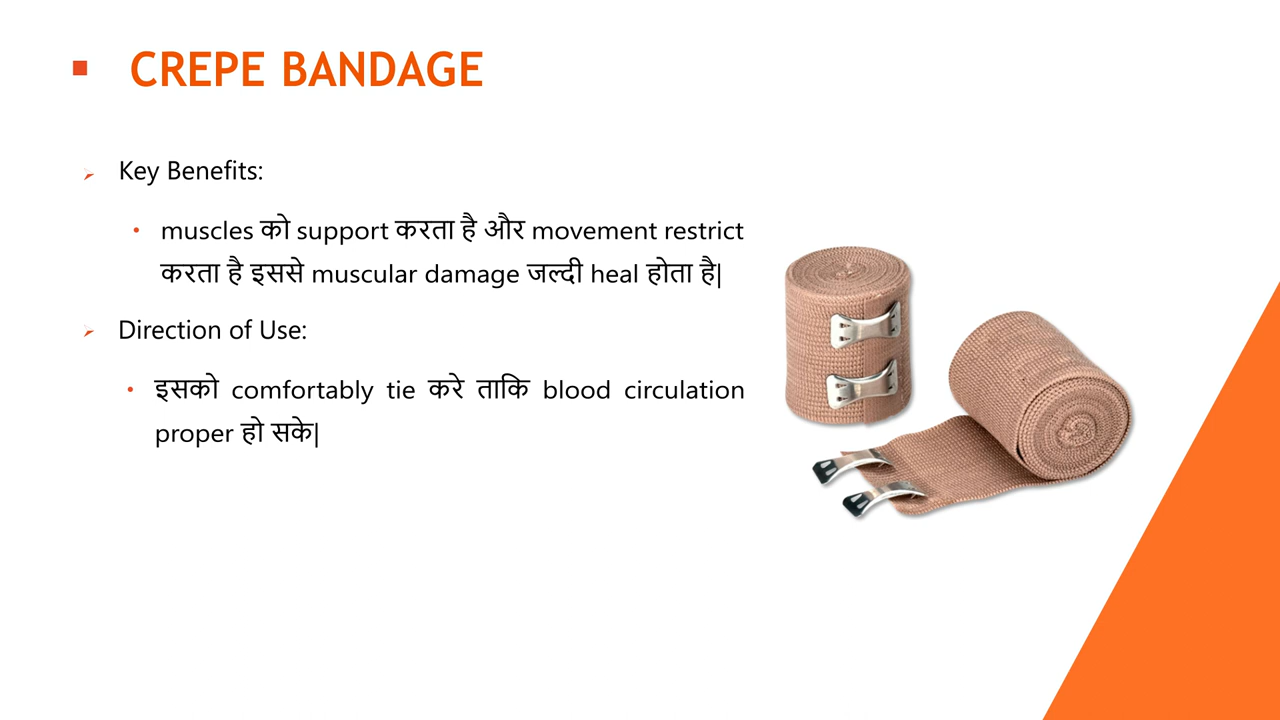 CREPE BANDAGE
Key Benefits:
muscles को support करता है और movement restrict
करता है इससे muscular damage जल्दी heal होता है|
Direction of Use:
इसको comfortably tie करे ताकि blood circulation
proper हो सके|